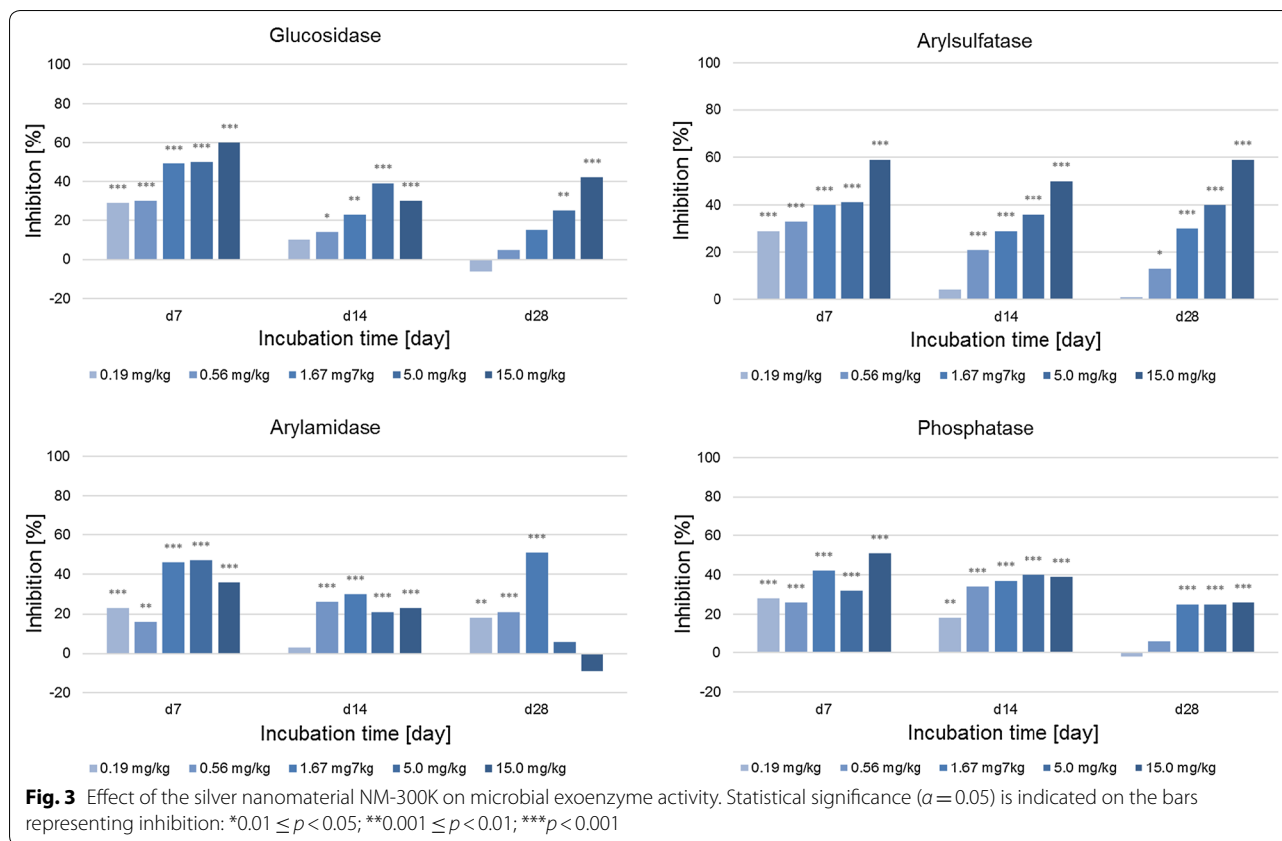 Glucosidase
Inhibiton [%]
100
80
60
40
20
0
-20
*** *** *** *** ***
* ** *** ***
** ***
d7 d14 d28
Incubation time [day]
0.19 mg/kg 0.56 mg/kg 1.67 mg7kg 5.0 mg/kg 15.0 mg/kg
Arylsulfatase
Inhibition [%]
100
80
60
40
20
0
*** *** *** *** ***
*** *** *** ***
* *** *** ***
d7 d14 d28
Incubation time [day]
0.19 mg/kg 0.56 mg/kg 1.67 mg7kg 5.0 mg/kg 15.0 mg/kg
Arylamidase
Inhibition [%]
100
80
60
40
20
0
-20
*** ** *** *** ***
*** *** *** ***
** *** ***
d7 d14 d28
Incubation time [day]
0.19 mg/kg 0.56 mg/kg 1.67 mg7kg 5.0 mg/kg 15.0 mg/kg
Phosphatase
Inhibition [%]
100
80
60
40
20
0
-20
*** *** *** *** ***
** *** *** *** ***
*** *** ***
d7 d14 d28
Incubation time [day]
0.19 mg/kg 0.56 mg/kg 1.67 mg7kg 5.0 mg/kg 15.0 mg/kg
Fig. 3 Effect of the silver nanomaterial NM-300K on microbial exoenzyme activity. Statistical significance (α = 0.05) is indicated on the bars
representing inhibition: *0.01 ≤ p < 0.05; **0.001 ≤ p < 0.01; ***p < 0.001